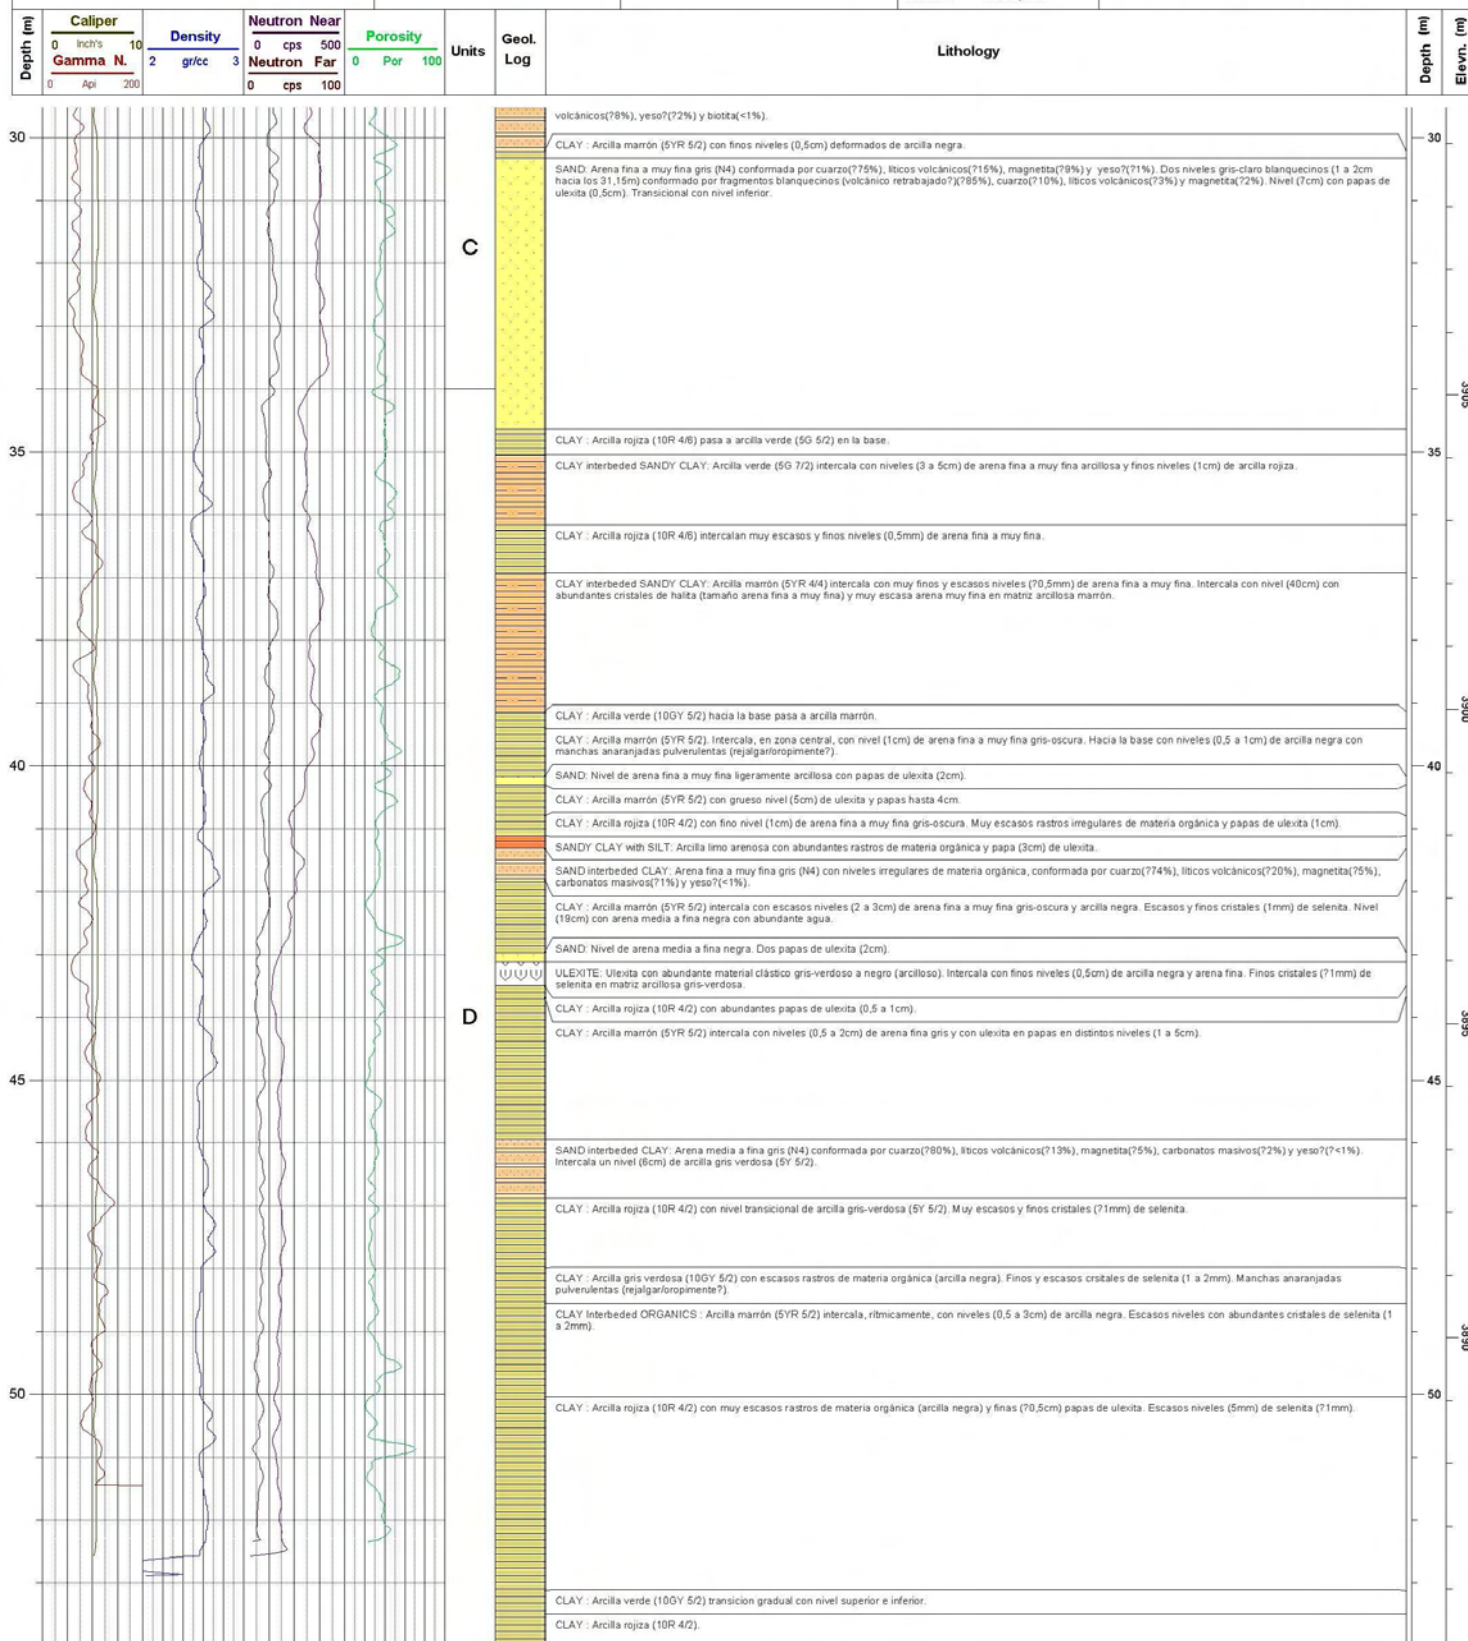 Depth (m)
Caliper
0 Inch's 10
Gamma N.
0 Api 200
Density
2 gr/cc 3
Neutron Near
0 cps 500
Neutron Far
0 cps 100
Porosity
0 Por 100
Units
Geol.
Log
Lithology
Depth (m)
Elevn. (m)
volcánicos(?8%), yeso?(?2%) y biotita(<1%).
30
30
CLAY : Arcilla marrón (5YR 5/2) con finos niveles (0,5cm) deformados de arcilla negra.
SAND: Arena fina a muy fina gris (N4) conformada por cuarzo(?75%), líticos volcánicos(?15%), magnetita(?9%) y yeso?(?1%). Dos niveles gris-claro blanquecinos (1 a 2cm
hacia los 31,15m) conformado por fragmentos blanquecinos (volcánico retrabajado?)(?85%), cuarzo(?10%), líticos volcánicos(?3%) y magnetita(?2%). Nivel (7cm) con papas de
ulexita (0,5cm). Transicional con nivel inferior.
C
3905
CLAY : Arcilla rojiza (10R 4/6) pasa a arcilla verde (5G 5/2) en la base.
35
35
CLAY interbeded SANDY CLAY: Arcilla verde (5G 7/2) intercala con niveles (3 a 5cm) de arena fina a muy fina arcillosa y finos niveles (1cm) de arcilla rojiza.
CLAY : Arcilla rojiza (10R 4/6) intercalan muy escasos y finos niveles (0,5mm) de arena fina a muy fina.
CLAY interbeded SANDY CLAY: Arcilla marrón (5YR 4/4) intercala con muy finos y escasos niveles (?0,5mm) de arena fina a muy fina. Intercala con nivel (40cm) con
abundantes cristales de halita (tamaño arena fina a muy fina) y muy escasa arena muy fina en matriz arcillosa marrón.
3900
CLAY : Arcilla verde (10GY 5/2) hacia la base pasa a arcilla marrón.
CLAY : Arcilla marrón (5YR 5/2). Intercala, en zona central, con nivel (1cm) de arena fina a muy fina gris-oscura. Hacia la base con niveles (0,5 a 1cm) de arcilla negra con
manchas anaranjadas pulverulentas (rejalgar/oropimente?).
40
40
SAND: Nivel de arena fina a muy fina ligeramente arcillosa con papas de ulexita (2cm).
CLAY : Arcilla marrón (5YR 5/2) con grueso nivel (5cm) de ulexita y papas hasta 4cm.
CLAY : Arcilla rojiza (10R 4/2) con fino nivel (1cm) de arena fina a muy fina gris-oscura. Muy escasos rastros irregulares de materia orgánica y papas de ulexita (1cm).
SANDY CLAY with SILT: Arcilla limo arenosa con abundantes rastros de materia orgánica y papa (3cm) de ulexita.
SAND interbeded CLAY: Arena fina a muy fina gris (N4) con niveles irregulares de materia orgánica, conformada por cuarzo(?74%), líticos volcánicos(?20%), magnetita(?5%),
carbonatos masivos(?1%) y yeso?(<1%).
CLAY : Arcilla marrón (5YR 5/2) intercala con escasos niveles (2 a 3cm) de arena fina a muy fina gris-oscura y arcilla negra. Escasos y finos cristales (1mm) de selenita. Nivel
(19cm) con arena media a fina negra con abundante agua.
SAND: Nivel de arena media a fina negra. Dos papas de ulexita (2cm).
ULEXITE: Ulexita con abundante material clástico gris-verdoso a negro (arcilloso). Intercala con finos niveles (0,5cm) de arcilla negra y arena fina. Finos cristales (?1mm) de
selenita en matriz arcillosa gris-verdosa.
CLAY : Arcilla rojiza (10R 4/2) con abundantes papas de ulexita (0,5 a 1cm).
D
3895
CLAY : Arcilla marrón (5YR 5/2) intercala con niveles (0,5 a 2cm) de arena fina gris y con ulexita en papas en distintos niveles (1 a 5cm).
45
45
SAND interbeded CLAY: Arena media a fina gris (N4) conformada por cuarzo(?80%), líticos volcánicos(?13%), magnetita(?5%), carbonatos masivos(?2%) y yeso?(?<1%).
Intercala un nivel (6cm) de arcilla gris verdosa (5Y 5/2).
CLAY : Arcilla rojiza (10R 4/2) con nivel transicional de arcilla gris-verdosa (5Y 5/2). Muy escasos y finos cristales (?1mm) de selenita.
CLAY : Arcilla gris verdosa (10GY 5/2) con escasos rastros de materia orgánica (arcilla negra). Finos y escasos crsitales de selenita (1 a 2mm). Manchas anaranjadas
pulverulentas (rejalgar/oropimente?).
CLAY Interbeded ORGANICS : Arcilla marrón (5YR 5/2) intercala, rítmicamente, con niveles (0,5 a 3cm) de arcilla negra. Escasos niveles con abundantes cristales de selenita (1
a 2mm).
3890
50
50
CLAY : Arcilla rojiza (10R 4/2) con muy escasos rastros de materia orgánica (arcilla negra) y finas (?0,5cm) papas de ulexita. Escasos niveles (5mm) de selenita (?1mm).
CLAY : Arcilla verde (10GY 5/2) transicion gradual con nivel superior e inferior.
CLAY : Arcilla rojiza (10R 4/2).